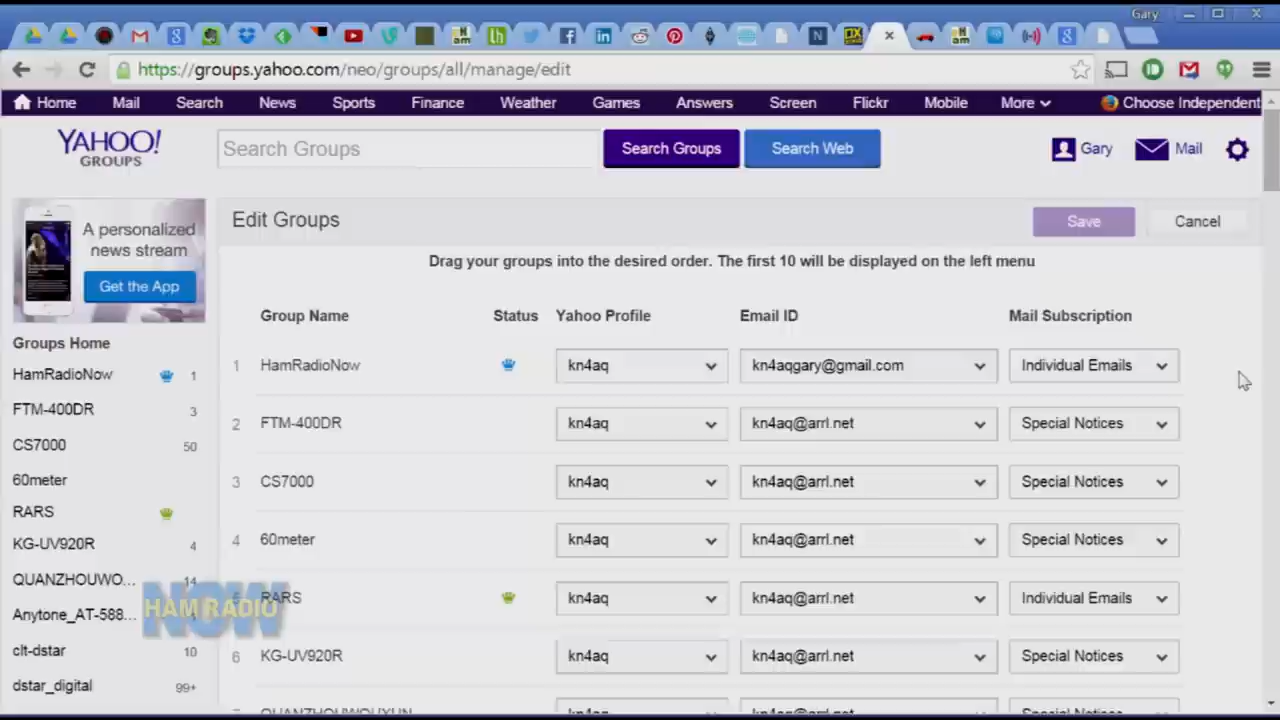 Gary
https://groups.yahoo.com/neo/groups/all/manage/edit
Home Mail Search News Sports Finance Weather Games Answers Screen Flickr Mobile More Choose Independent
YAHOO!
GROUPS
Search Groups
Search Groups
Search Web
Gary
Mail
A personalized
news stream
Get the App
Edit Groups
Save
Cancel
Drag your groups into the desired order. The first 10 will be displayed on the left menu
Groups Home
HamRadioNow 1
FTM-400DR 3
CS7000 50
60meter
RARS
KG-UV920R 4
QUANZHOUWO... 14
Anytone_AT-588...
clt-dstar 10
dstar_digital 99+
Group Name Status Yahoo Profile Email ID Mail Subscription
1 HamRadioNow kn4aq kn4aqgary@gmail.com Individual Emails
2 FTM-400DR kn4aq kn4aq@arrl.net Special Notices
3 CS7000 kn4aq kn4aq@arrl.net Special Notices
4 60meter kn4aq kn4aq@arrl.net Special Notices
RARS kn4aq kn4aq@arrl.net Individual Emails
6 KG-UV920R kn4aq kn4aq@arrl.net Special Notices
HAM RADIO
NOW